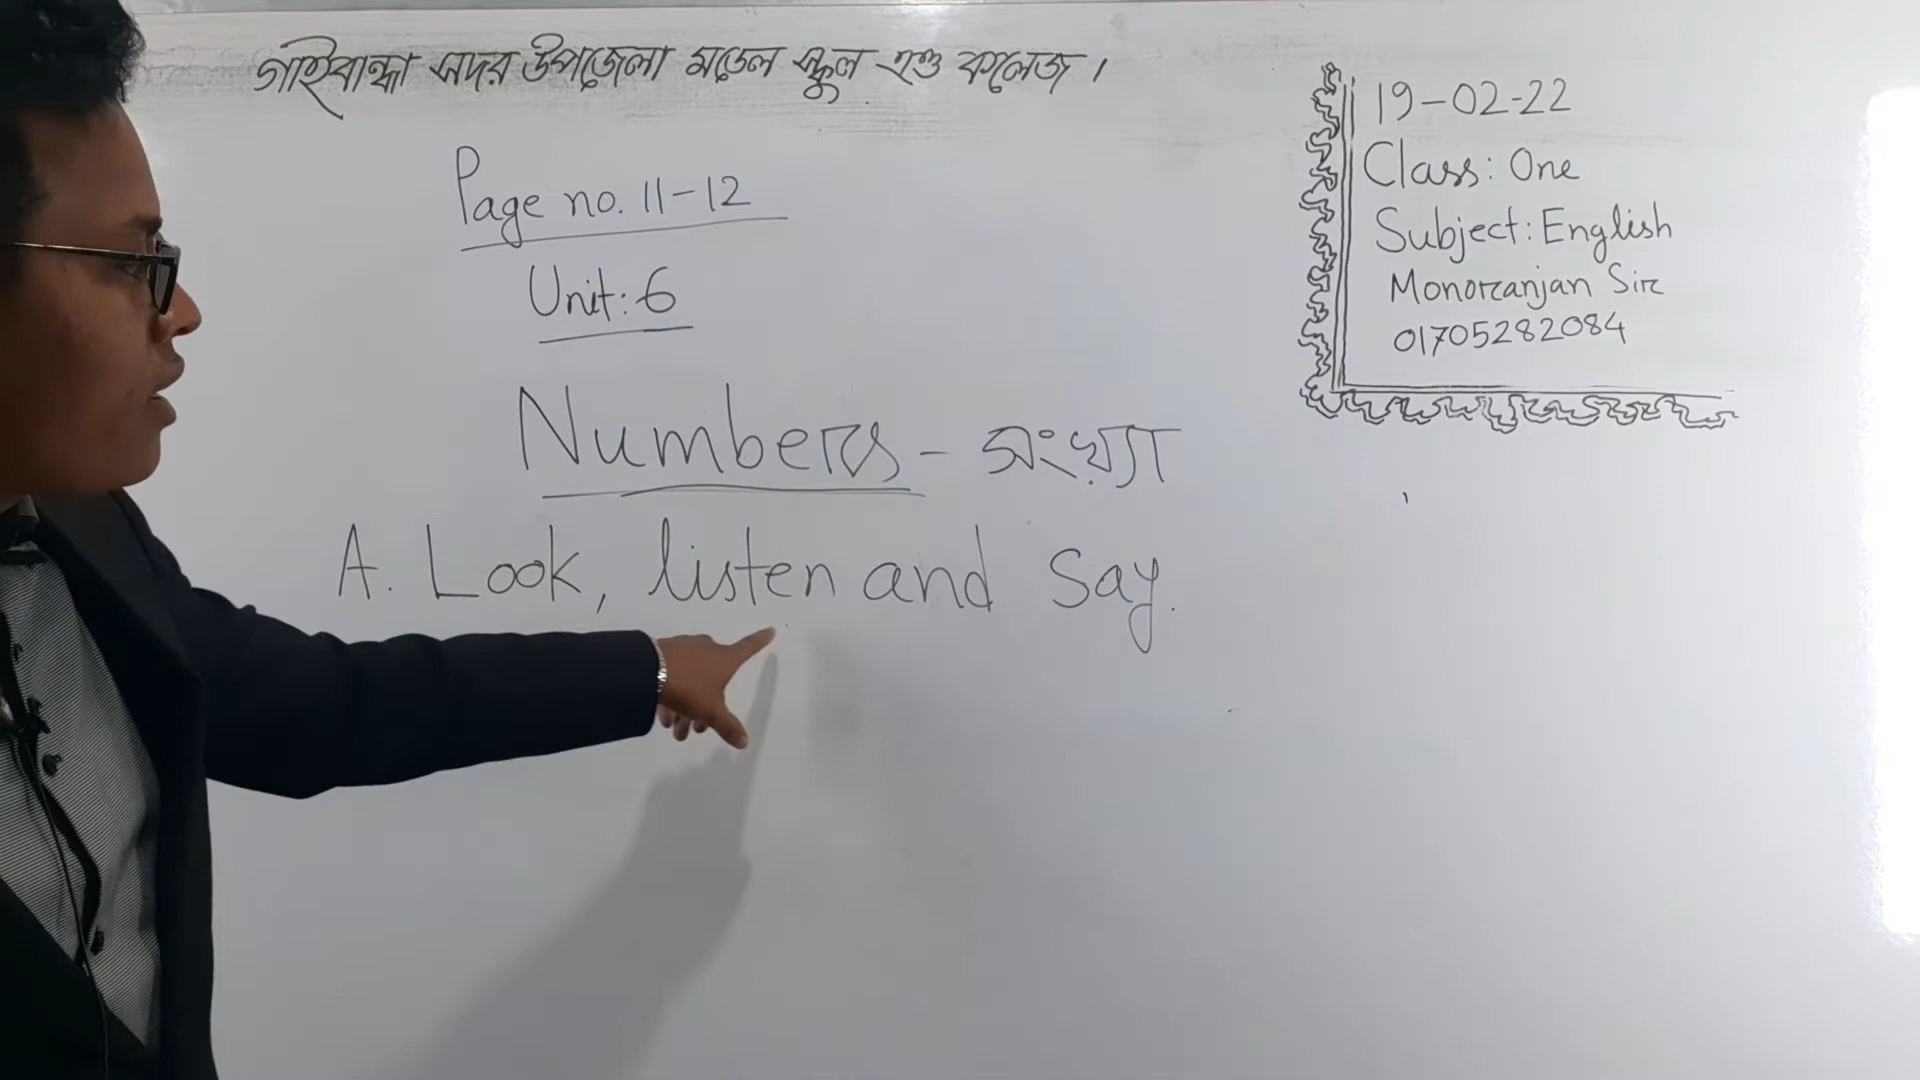 গাইবান্ধা সদর উপজেলা মডেল স্কুল এণ্ড কলেজ।
Page no. 11-12
Unit: 6
Numbers - সংখ্যা
A. Look, listen and say.
19-02-22
Class: One
Subject: English
Monoranjan Sir
01705282084